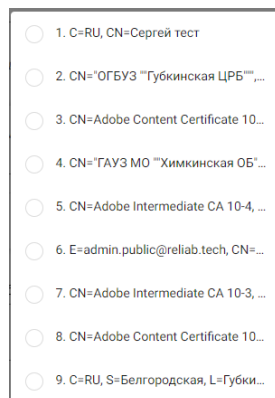 1. C=RU, CN=Сергей тест
2. CN="ОГБУЗ ""Губкинская ЦРБ""",...
3. CN=Adobe Content Certificate 10...
4. CN="ГАУЗ МО ""Химкинская ОБ"...
5. CN=Adobe Intermediate CA 10-4, ...
6. E=admin.public@reliab.tech, CN=...
7. CN=Adobe Intermediate CA 10-3, ...
8. CN=Adobe Content Certificate 10...
9. C=RU, S=Белгородская, L=Губки...